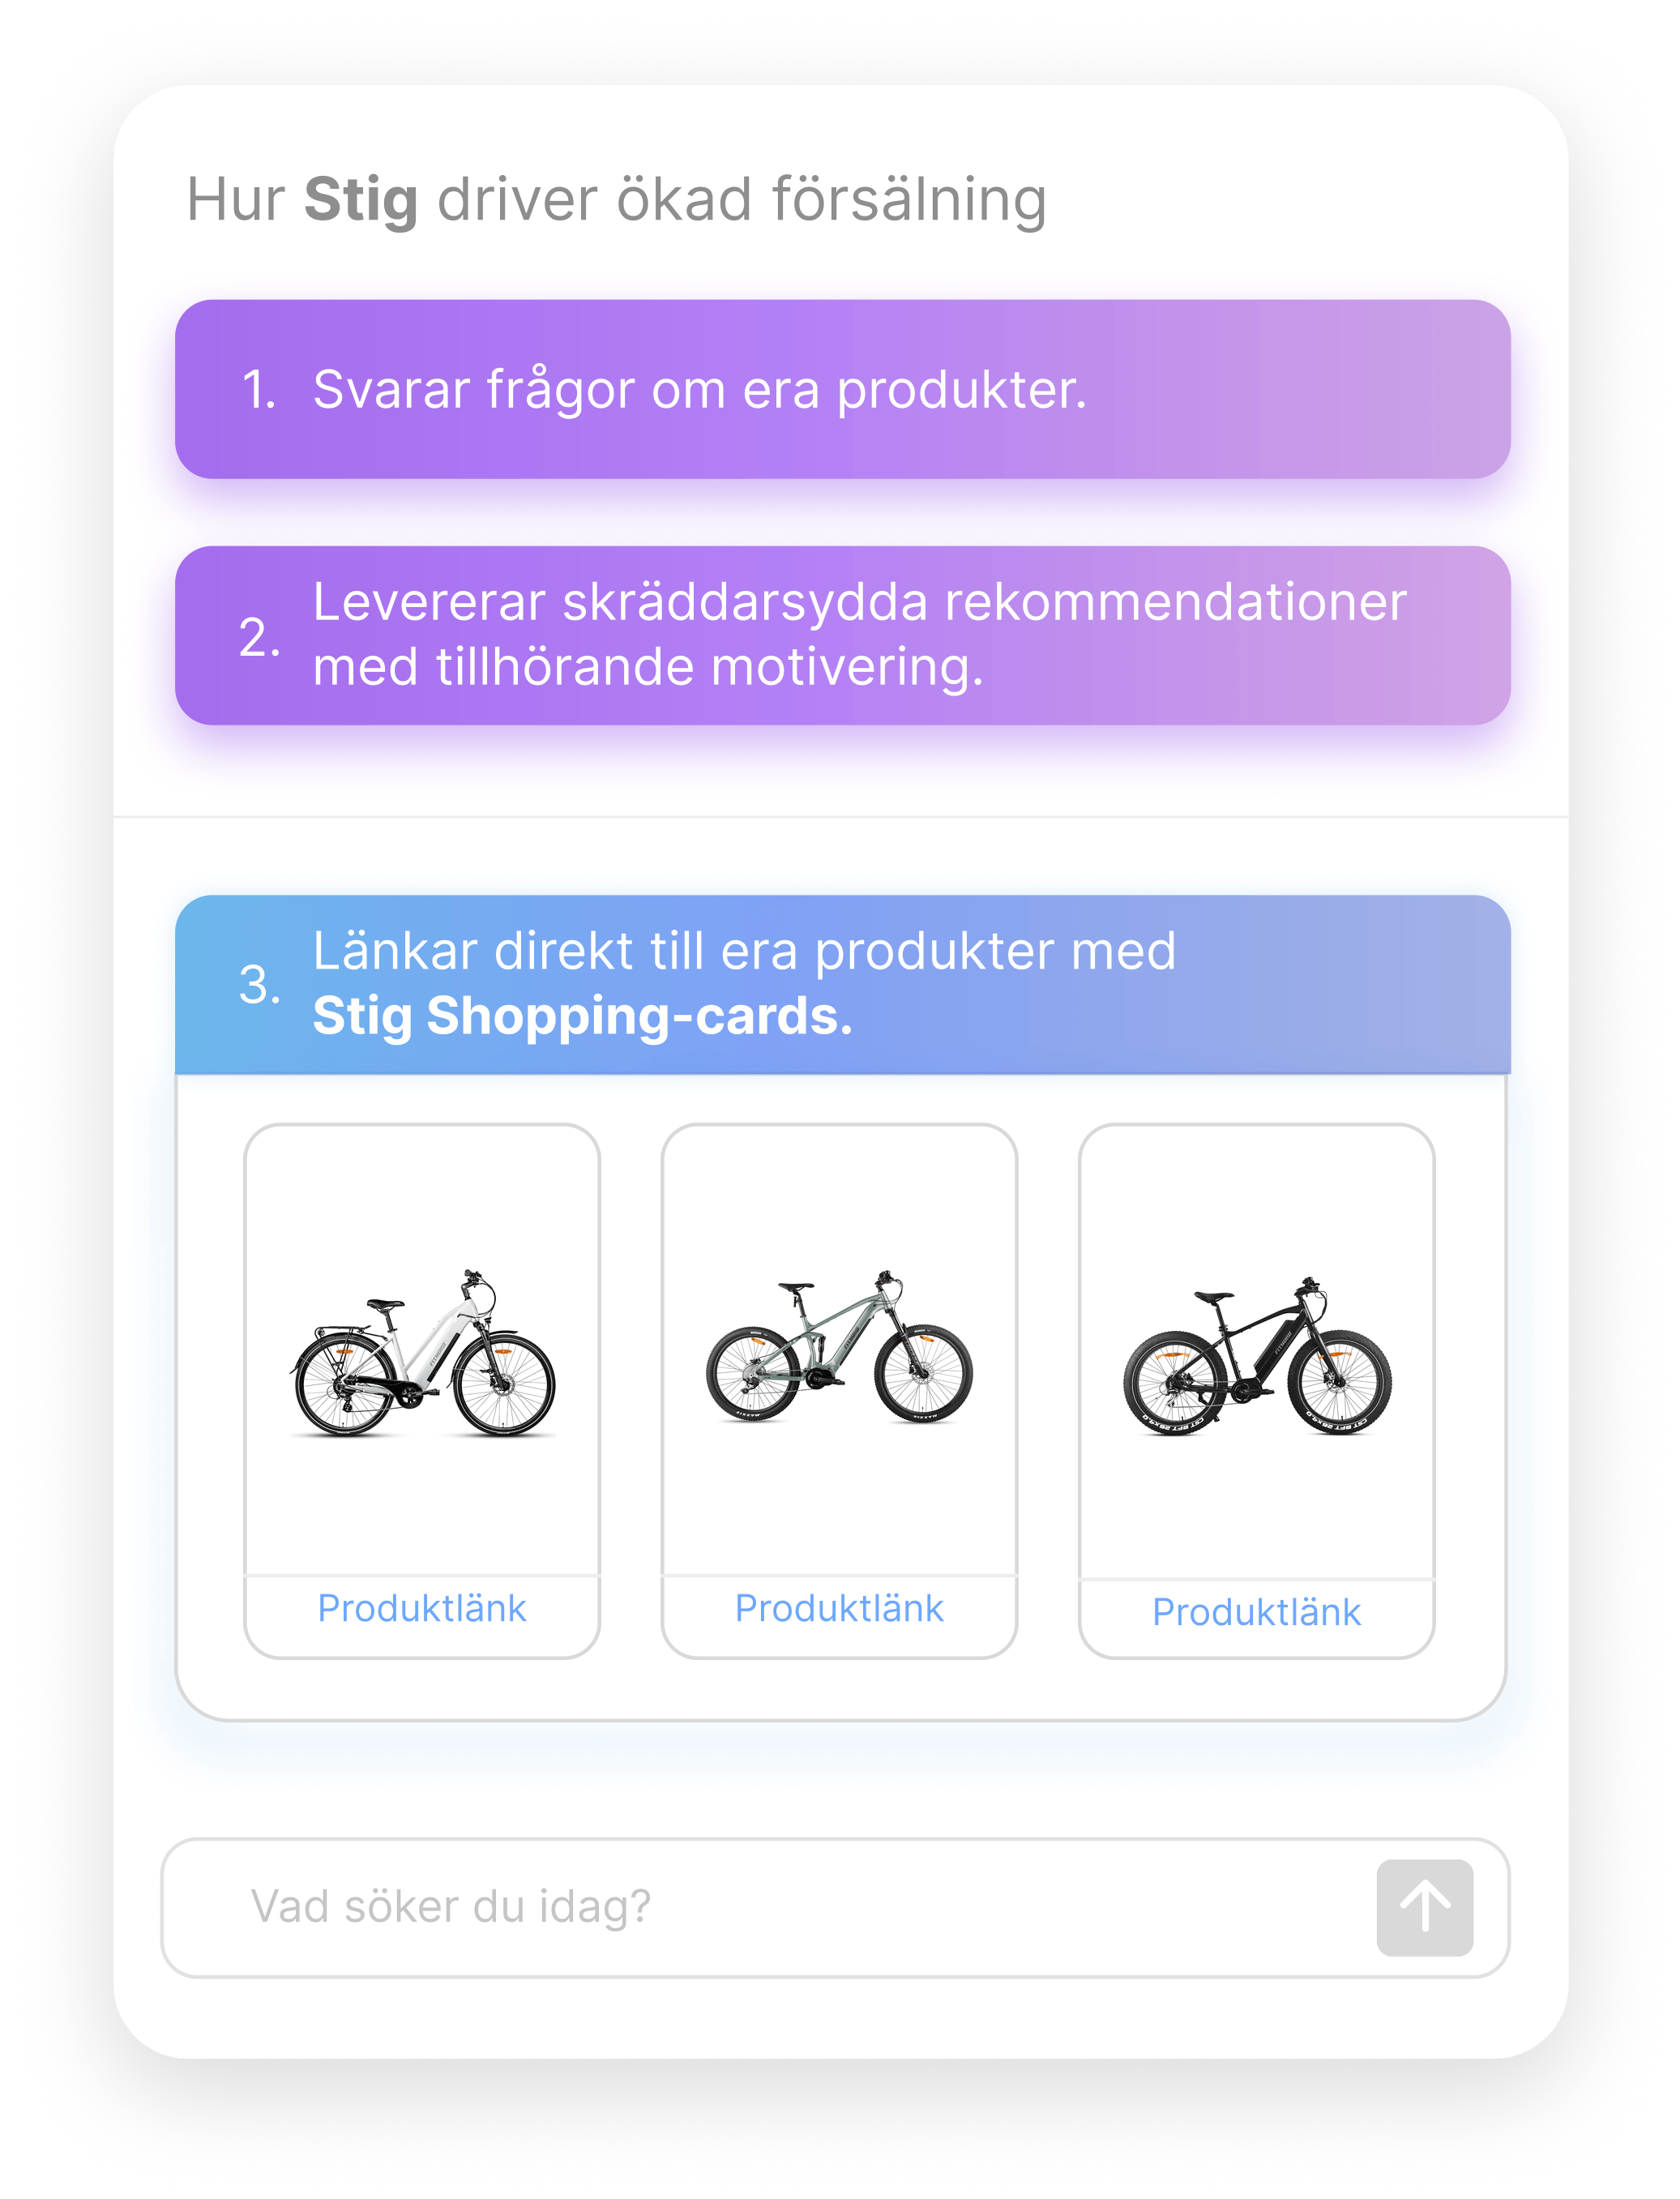 Hur Stig driver ökad försälning
1. Svarar frågor om era produkter.
2. Levererar skräddarsydda rekommendationer
med tillhörande motivering.
3. Länkar direkt till era produkter med
Stig Shopping-cards.
Produktlänk
Produktlänk
Produktlänk
Vad söker du idag?